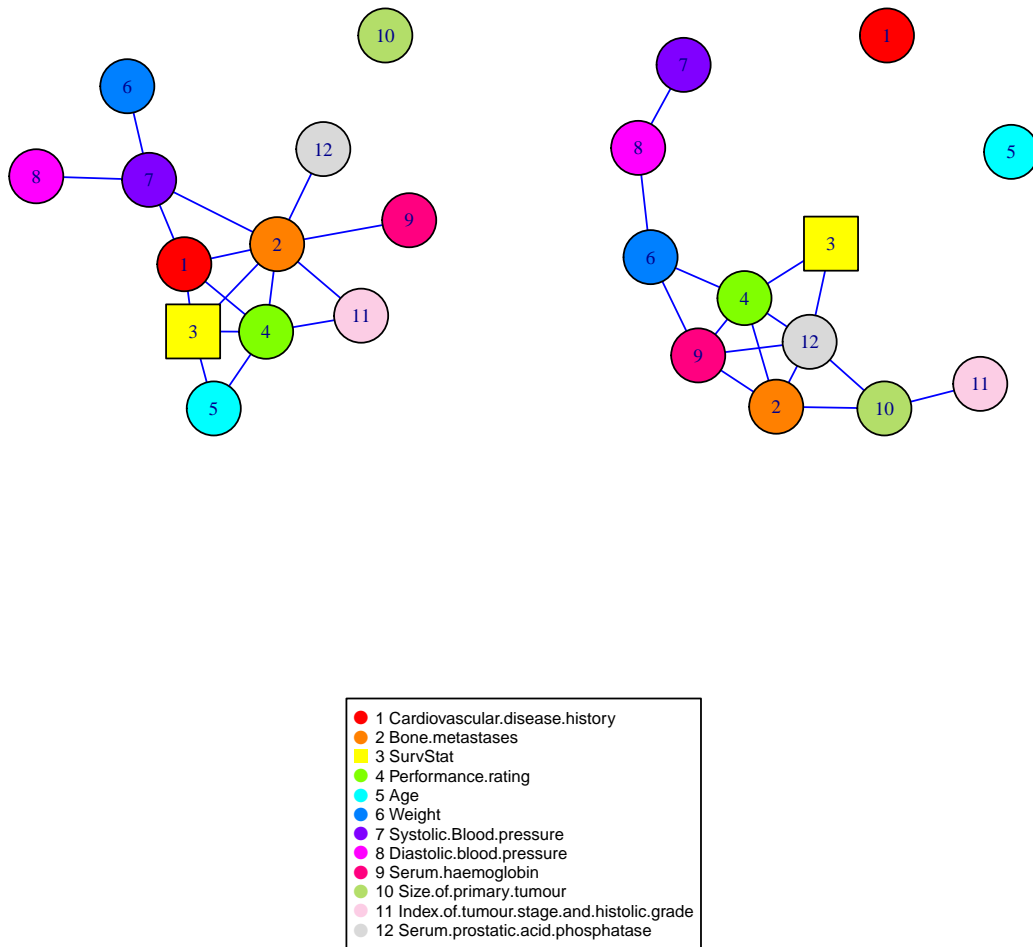 10
1
6
7
12
8
8
5
7
9
2
3
6
1
4
11
3
4
12
9
11
5
2
10
1 Cardiovascular.disease.history
2 Bone.metastases
3 SurvStat
4 Performance.rating
5 Age
6 Weight
7 Systolic.Blood.pressure
8 Diastolic.blood.pressure
9 Serum.haemoglobin
10 Size.of.primary.tumour
11 Index.of.tumour.stage.and.histolic.grade
12 Serum.prostatic.acid.phosphatase